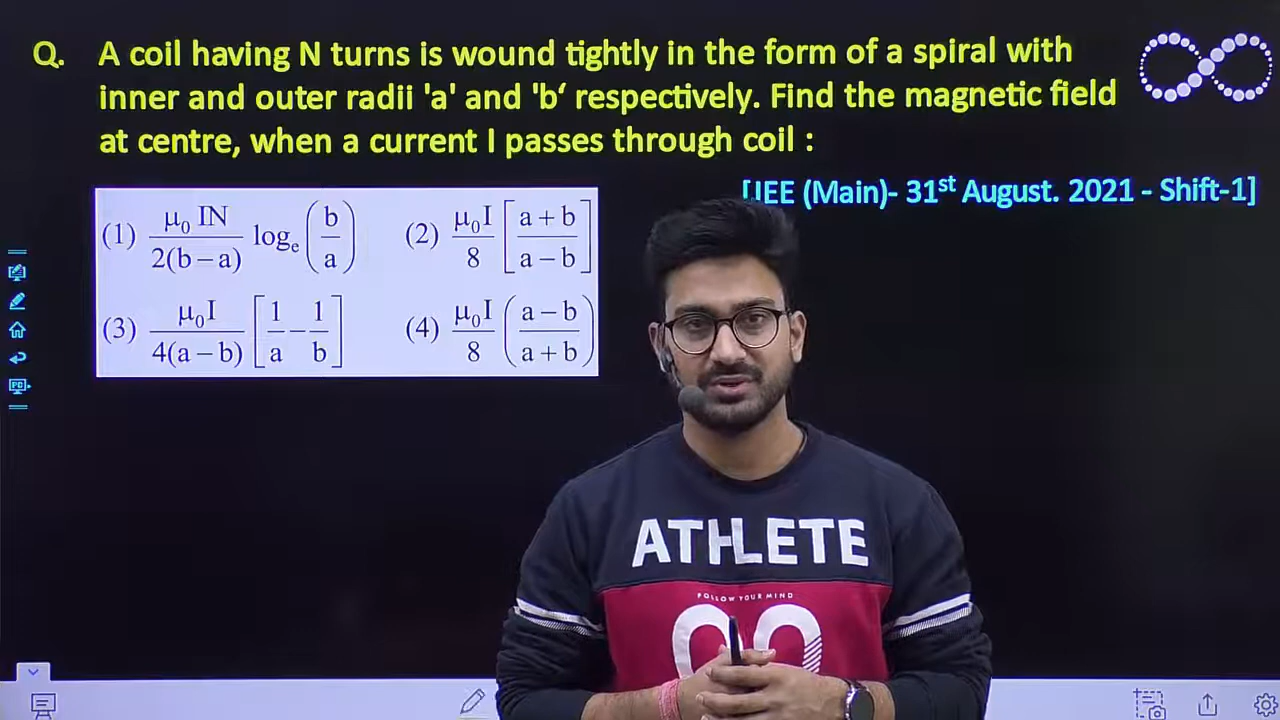 Q. A coil having N turns is wound tightly in the form of a spiral with
inner and outer radii 'a' and 'b‘ respectively. Find the magnetic field
at centre, when a current I passes through coil :
[JEE (Main)- 31st August. 2021 - Shift-1]
(1) μ₀ IN / 2(b – a) logₑ (b / a) (2) μ₀I / 8 [a + b / a – b]
(3) μ₀I / 4(a – b) [1 / a – 1 / b] (4) μ₀I / 8 (a – b / a + b)
ATHLETE
FOLLOW YOUR MIND